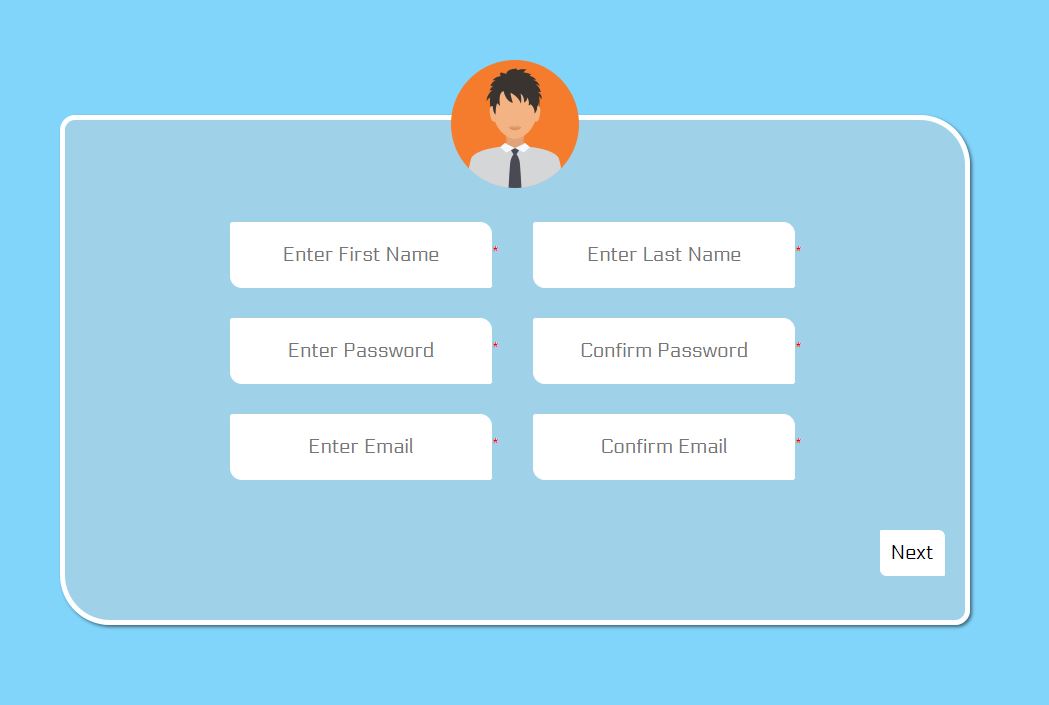 Enter First Name * Enter Last Name *
Enter Password * Confirm Password *
Enter Email * Confirm Email *
Next